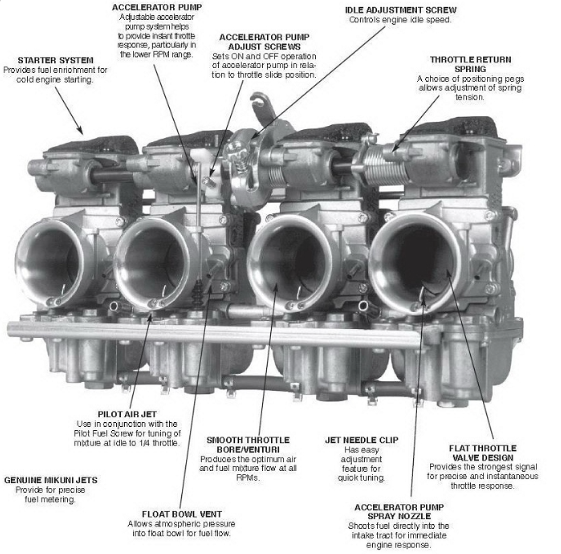 ACCELERATOR PUMP
Adjustable accelerator
pump system helps
to provide instant throttle
response, particularly in
the lower RPM range.
IDLE ADJUSTMENT SCREW
Controls engine idle speed.
ACCELERATOR PUMP
ADJUST SCREWS
Sets ON and OFF operation
of accelerator pump in rela-
tion to throttle slide position.
STARTER SYSTEM
Provides fuel enrichment for
cold engine starting.
THROTTLE RETURN
SPRING
A choice of positioning pegs
allows adjustment of spring
tension.
PILOT AIR JET
Use in conjunction with the
Pilot Fuel Screw for tuning of
mixture at idle to 1/4 throttle.
SMOOTH THROTTLE
BORE/VENTURI
Produces the optimum air
and fuel mixture flow at all
RPMs.
JET NEEDLE CLIP
Has easy
adjustment
feature for
quick tuning.
FLAT THROTTLE
VALVE DESIGN
Provides the strongest signal
for precise and instantaneous
throttle response.
GENUINE MIKUNI JETS
Provide for precise
fuel metering.
FLOAT BOWL VENT
Allows atmospheric pressure
into float bowl for fuel flow.
ACCELERATOR PUMP
SPRAY NOZZLE
Shoots fuel directly into the
intake tract for immediate
engine response.